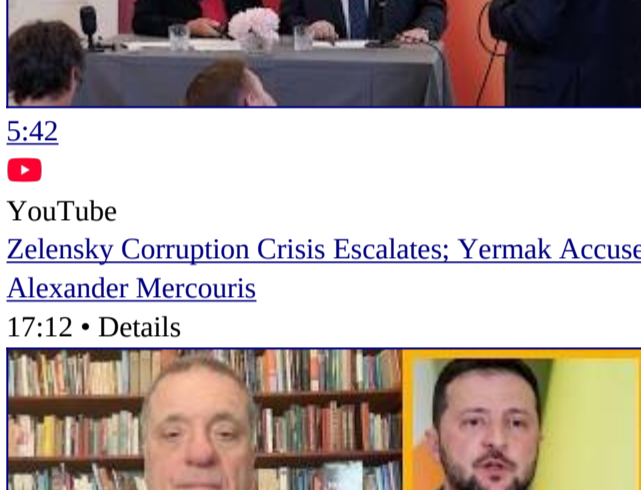 5:42
YouTube
Zelensky Corruption Crisis Escalates; Yermak Accuse
Alexander Mercouris
17:12 • Details